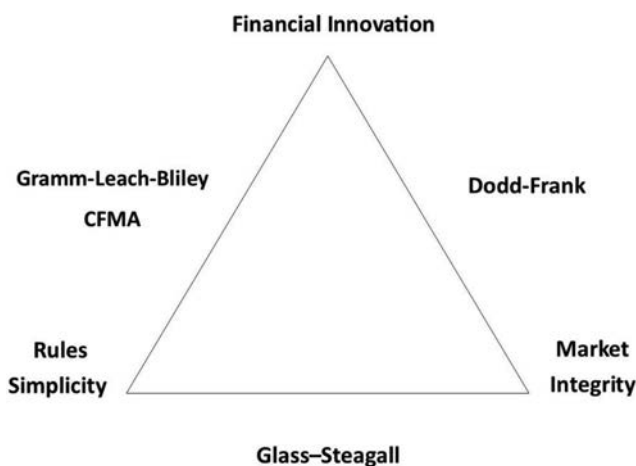 Financial Innovation
Gramm-Leach-Bliley
CFMA
Dodd-Frank
Rules
Simplicity
Market
Integrity
Glass–Steagall